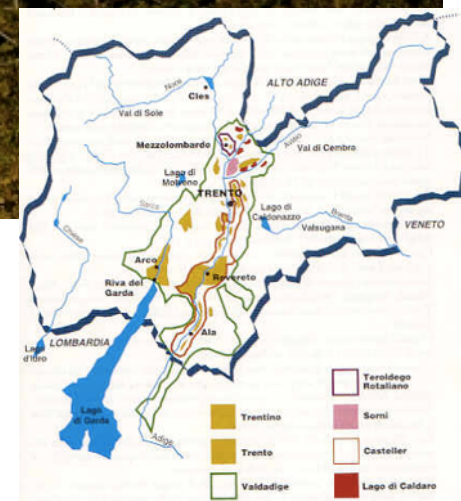 Noce
Cles
ALTO ADIGE
Val di Sole
Avisio
Mezzolombardo
Val di Cembra
Lago di
Molveno
TRENTO
Sarca
Lago di
Caldonazzo
Brenta
Valsugana
VENETO
Chiese
Arco
Rovereto
Riva del
Garda
Ala
LOMBARDIA
Lago
d'Idro
Lago
di Garda
Adige
Teroldego
Rotaliano
Trentino
Sorni
Trento
Casteller
Valdadige
Lago di Caldaro